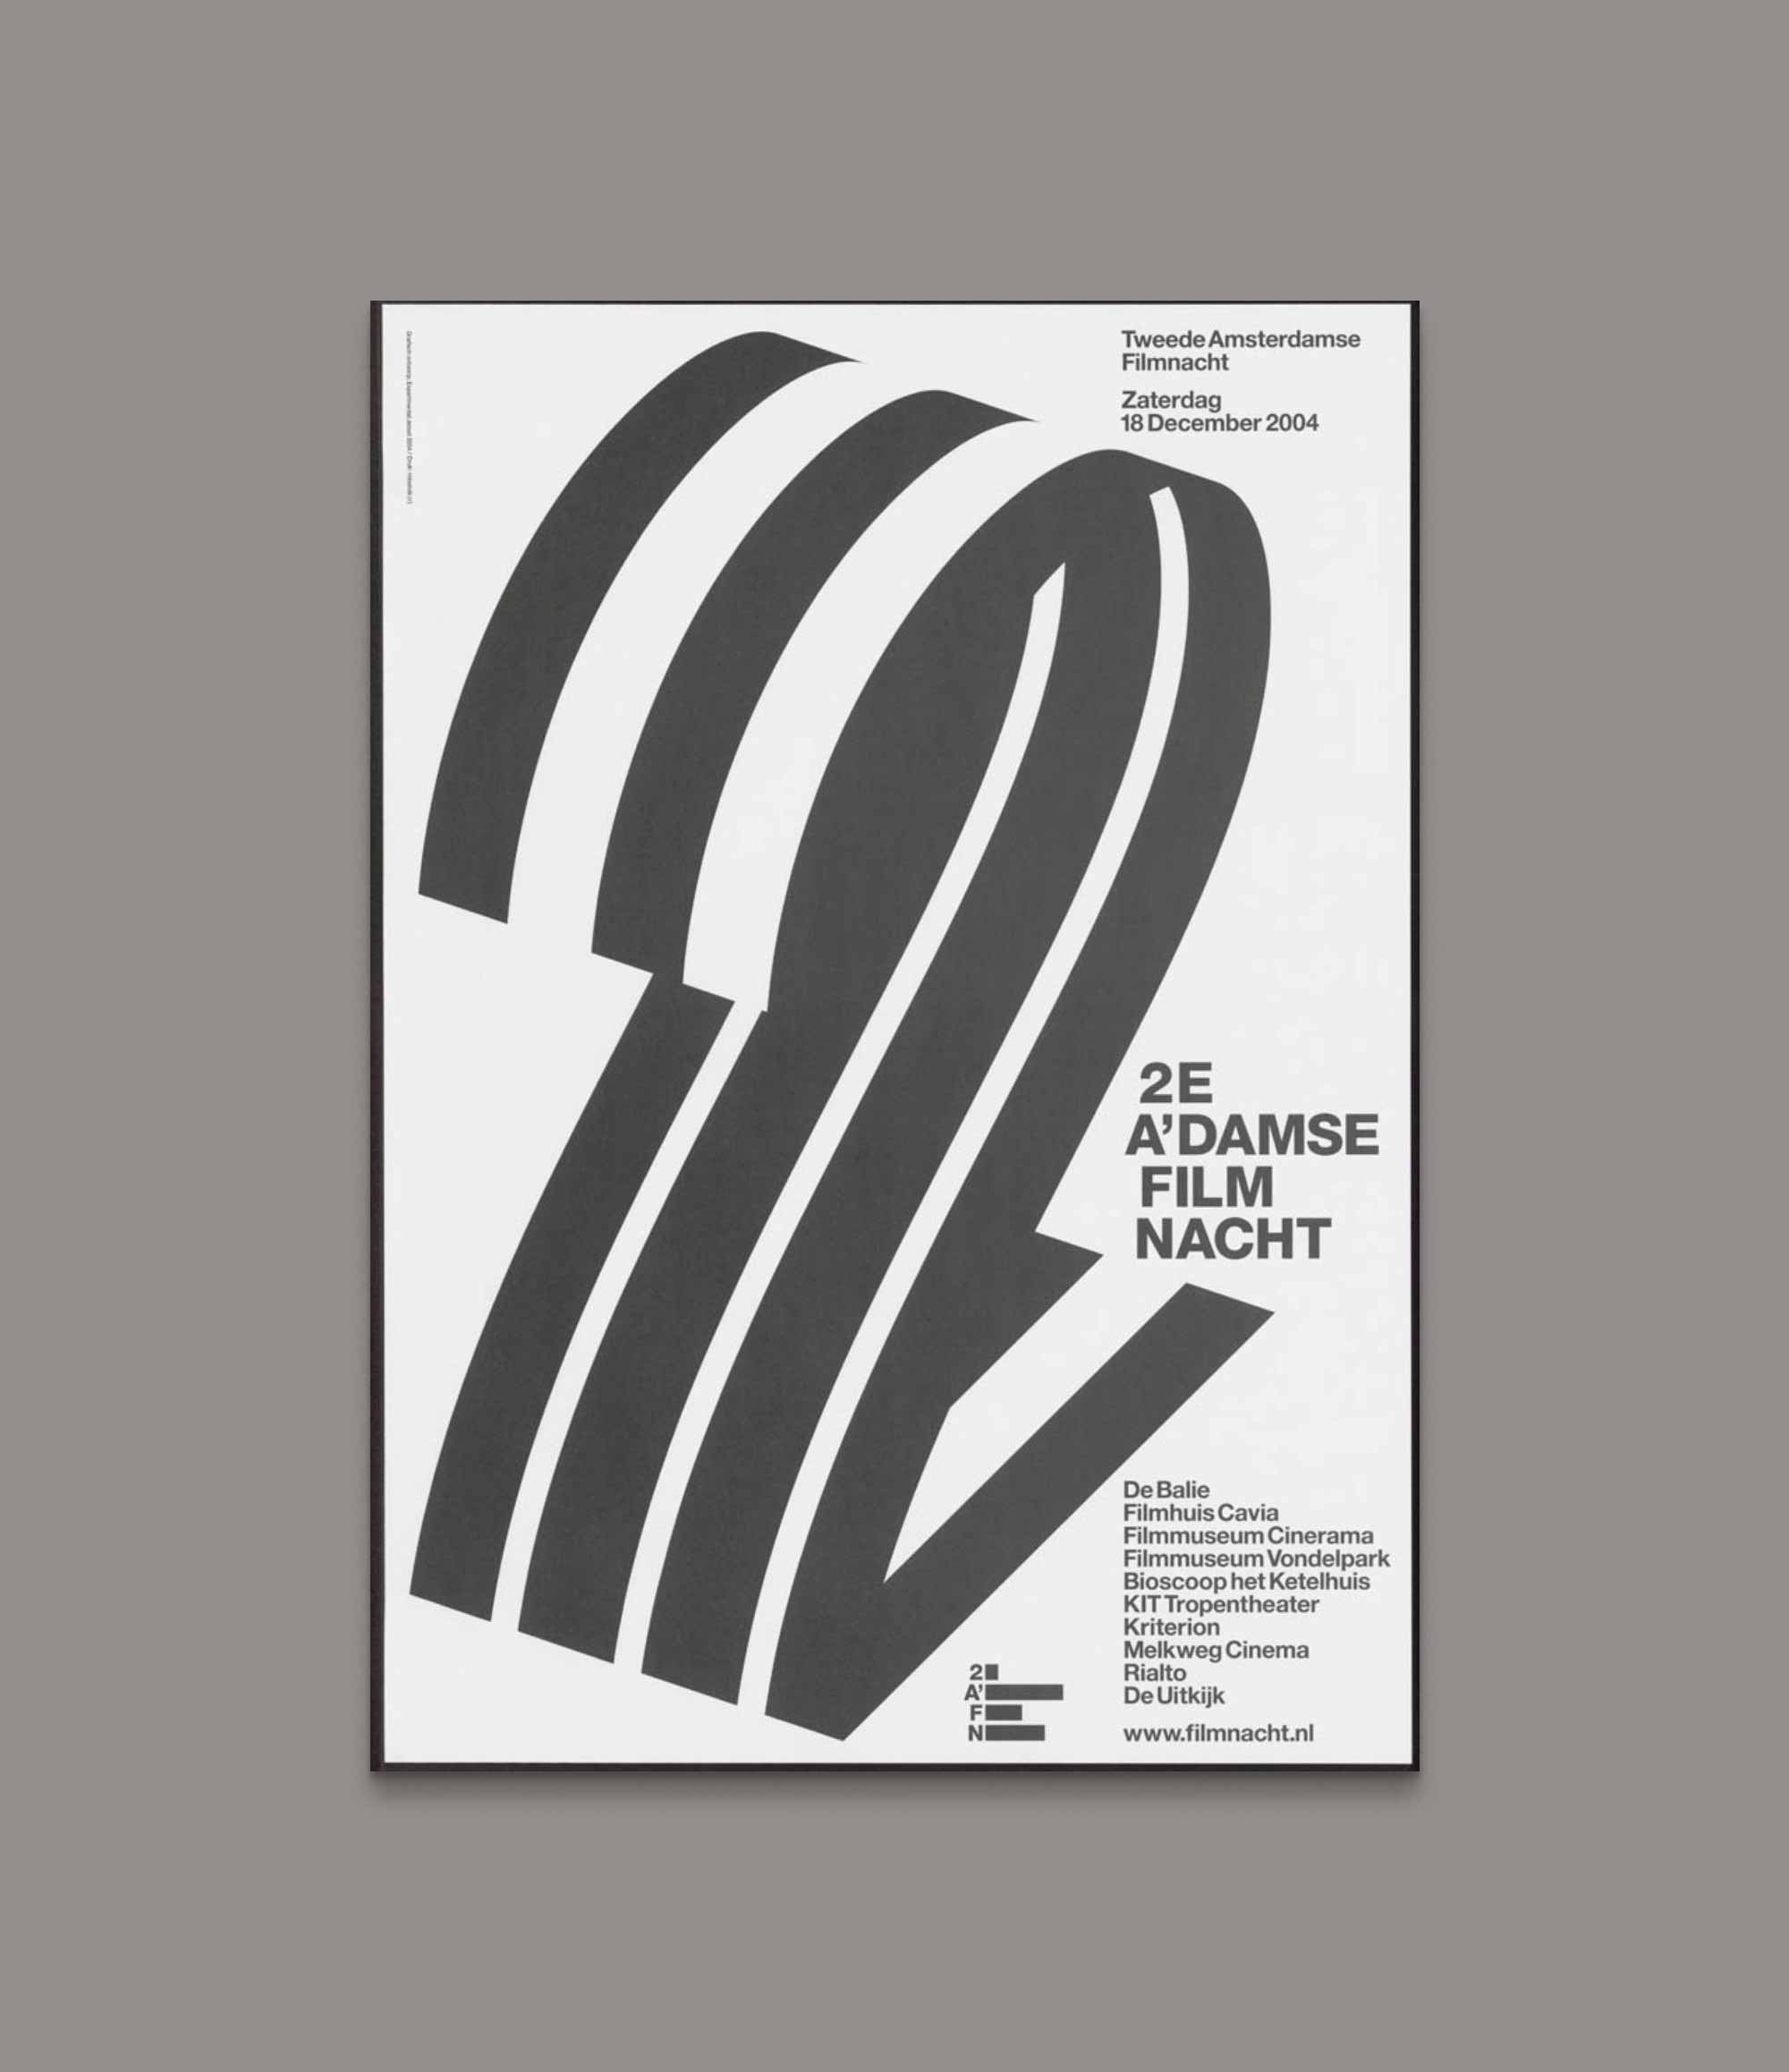 Tweede Amsterdamse
Filmnacht
Zaterdag
18 December 2004
2E
A'DAMSE
FILM
NACHT
De Balie
Filmhuis Cavia
Filmmuseum Cinerama
Filmmuseum Vondelpark
Bioscoop het Ketelhuis
KIT Tropentheater
Kriterion
Melkweg Cinema
Rialto
De Uitkijk
www.filmnacht.nl
2
A'
F
N